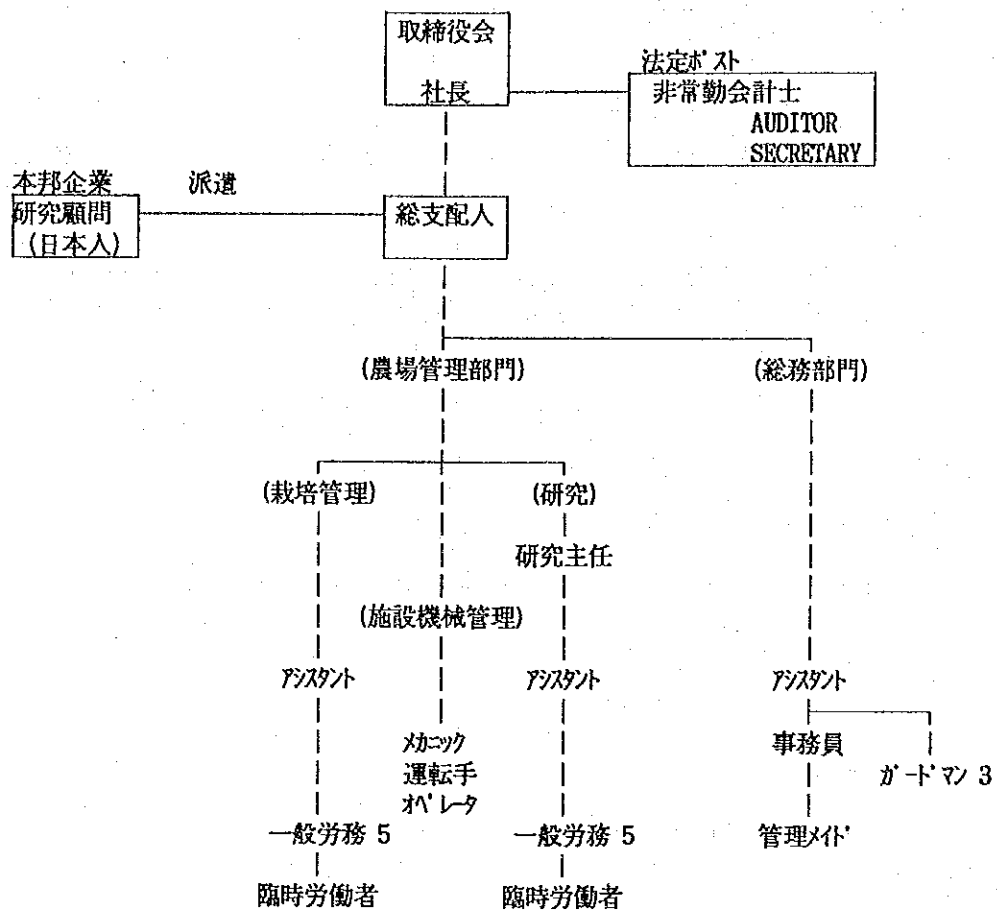 取締役会
社長
法定ポスト
非常勤会計士
AUDITOR
SECRETARY
本邦企業 派遣
研究顧問
(日本人)
総支配人
(農場管理部門) (総務部門)
(栽培管理) (研究)
研究主任
(施設機械管理)
アシスタント アシスタント アシスタント
メカニック
運転手
オペレータ
事務員
ガードマン 3
一般労務 5 一般労務 5 管理メイド
臨時労働者 臨時労働者